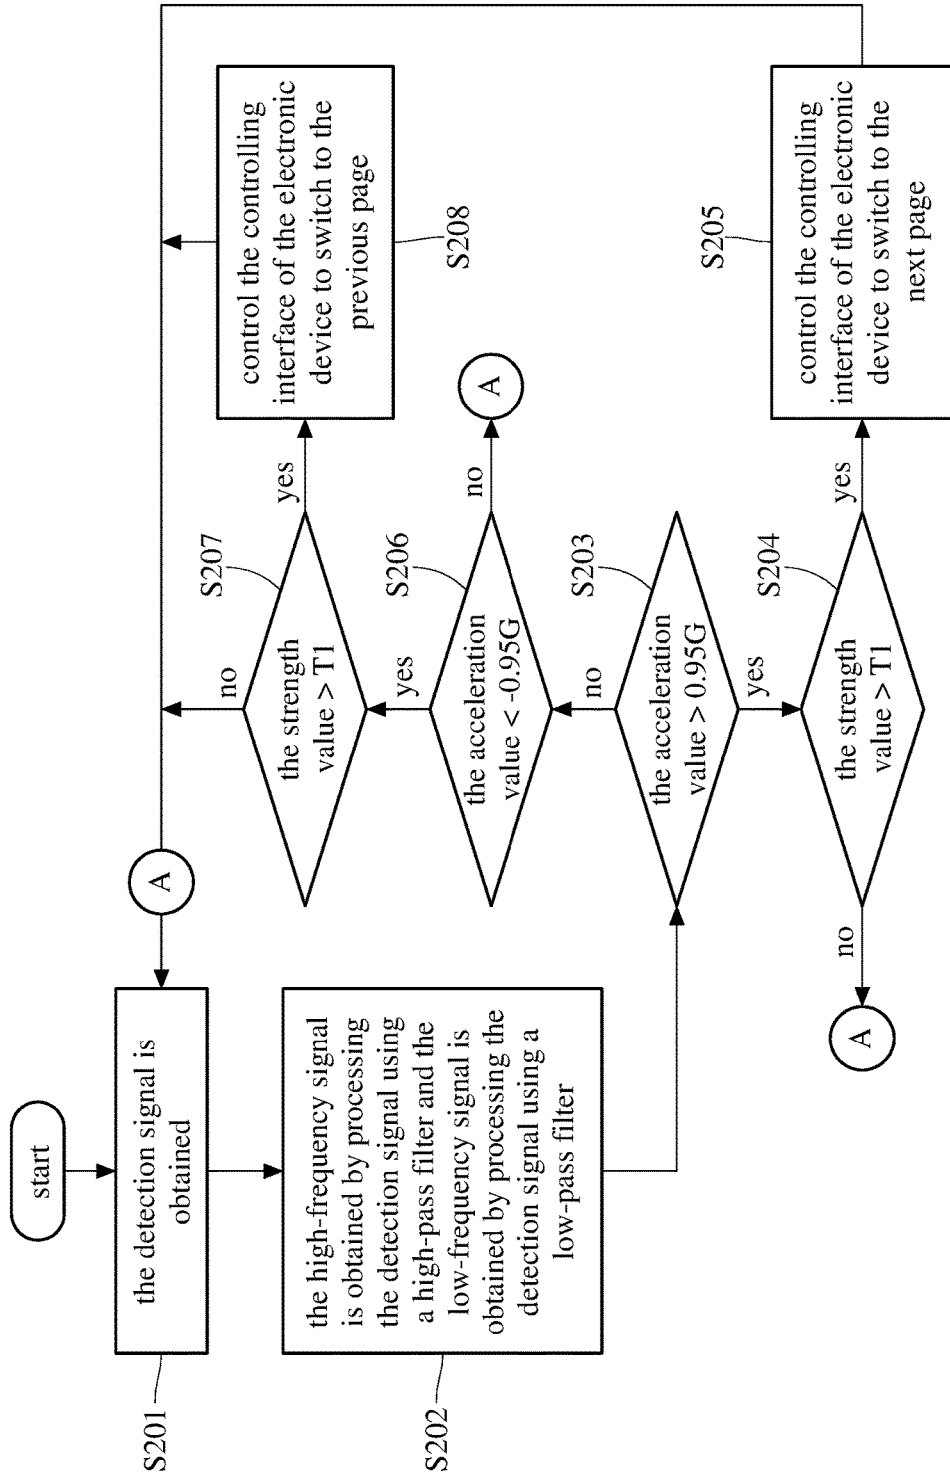 start
the detection signal is
obtained
S201
the high-frequency signal
is obtained by processing
the detection signal using
a high-pass filter and the
low-frequency signal is
obtained by processing the
detection signal using a
low-pass filter
S202
A
the acceleration
value > 0.95G
S203
no
yes
the acceleration
value < -0.95G
S206
yes
no
A
the strength
value > T1
S207
no
yes
control the controlling
interface of the electronic
device to switch to the
previous page
S208
the strength
value > T1
S204
no
A
yes
control the controlling
interface of the electronic
device to switch to the
next page
S205